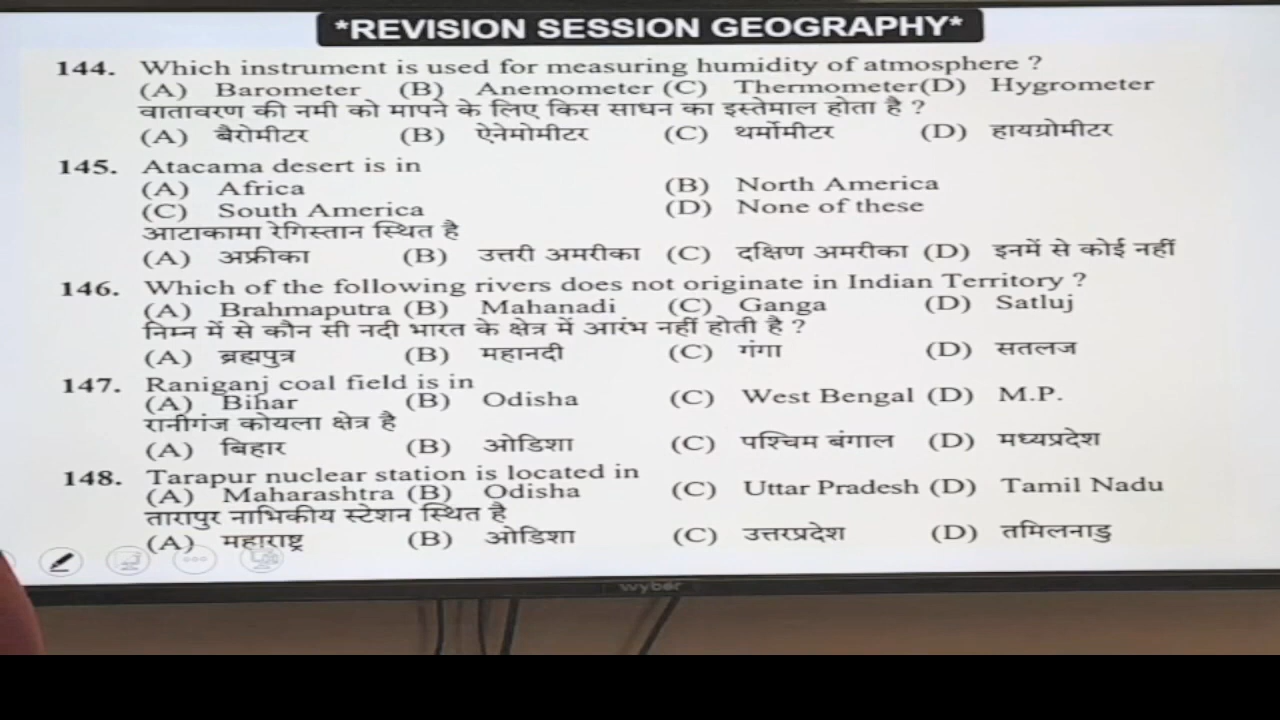 *REVISION SESSION GEOGRAPHY*
144. Which instrument is used for measuring humidity of atmosphere ?
(A) Barometer (B) Anemometer (C) Thermometer (D) Hygrometer
वातावरण की नमी को मापने के लिए किस साधन का इस्तेमाल होता है ?
(A) बैरोमीटर (B) ऐनेमोमीटर (C) थर्मोमीटर (D) हायग्रोमीटर
145. Atacama desert is in
(A) Africa (B) North America
(C) South America (D) None of these
आटाकामा रेगिस्तान स्थित है
(A) अफ्रीका (B) उत्तरी अमरीका (C) दक्षिण अमरीका (D) इनमें से कोई नहीं
146. Which of the following rivers does not originate in Indian Territory ?
(A) Brahmaputra (B) Mahanadi (C) Ganga (D) Satluj
निम्न में से कौन सी नदी भारत के क्षेत्र में आरंभ नहीं होती है ?
(A) ब्रह्मपुत्र (B) महानदी (C) गंगा (D) सतलज
147. Raniganj coal field is in
(A) Bihar (B) Odisha (C) West Bengal (D) M.P.
रानीगंज कोयला क्षेत्र है
(A) बिहार (B) ओडिशा (C) पश्चिम बंगाल (D) मध्यप्रदेश
148. Tarapur nuclear station is located in
(A) Maharashtra (B) Odisha (C) Uttar Pradesh (D) Tamil Nadu
तारापुर नाभिकीय स्टेशन स्थित है
(A) महाराष्ट्र (B) ओडिशा (C) उत्तरप्रदेश (D) तमिलनाडु
wyber